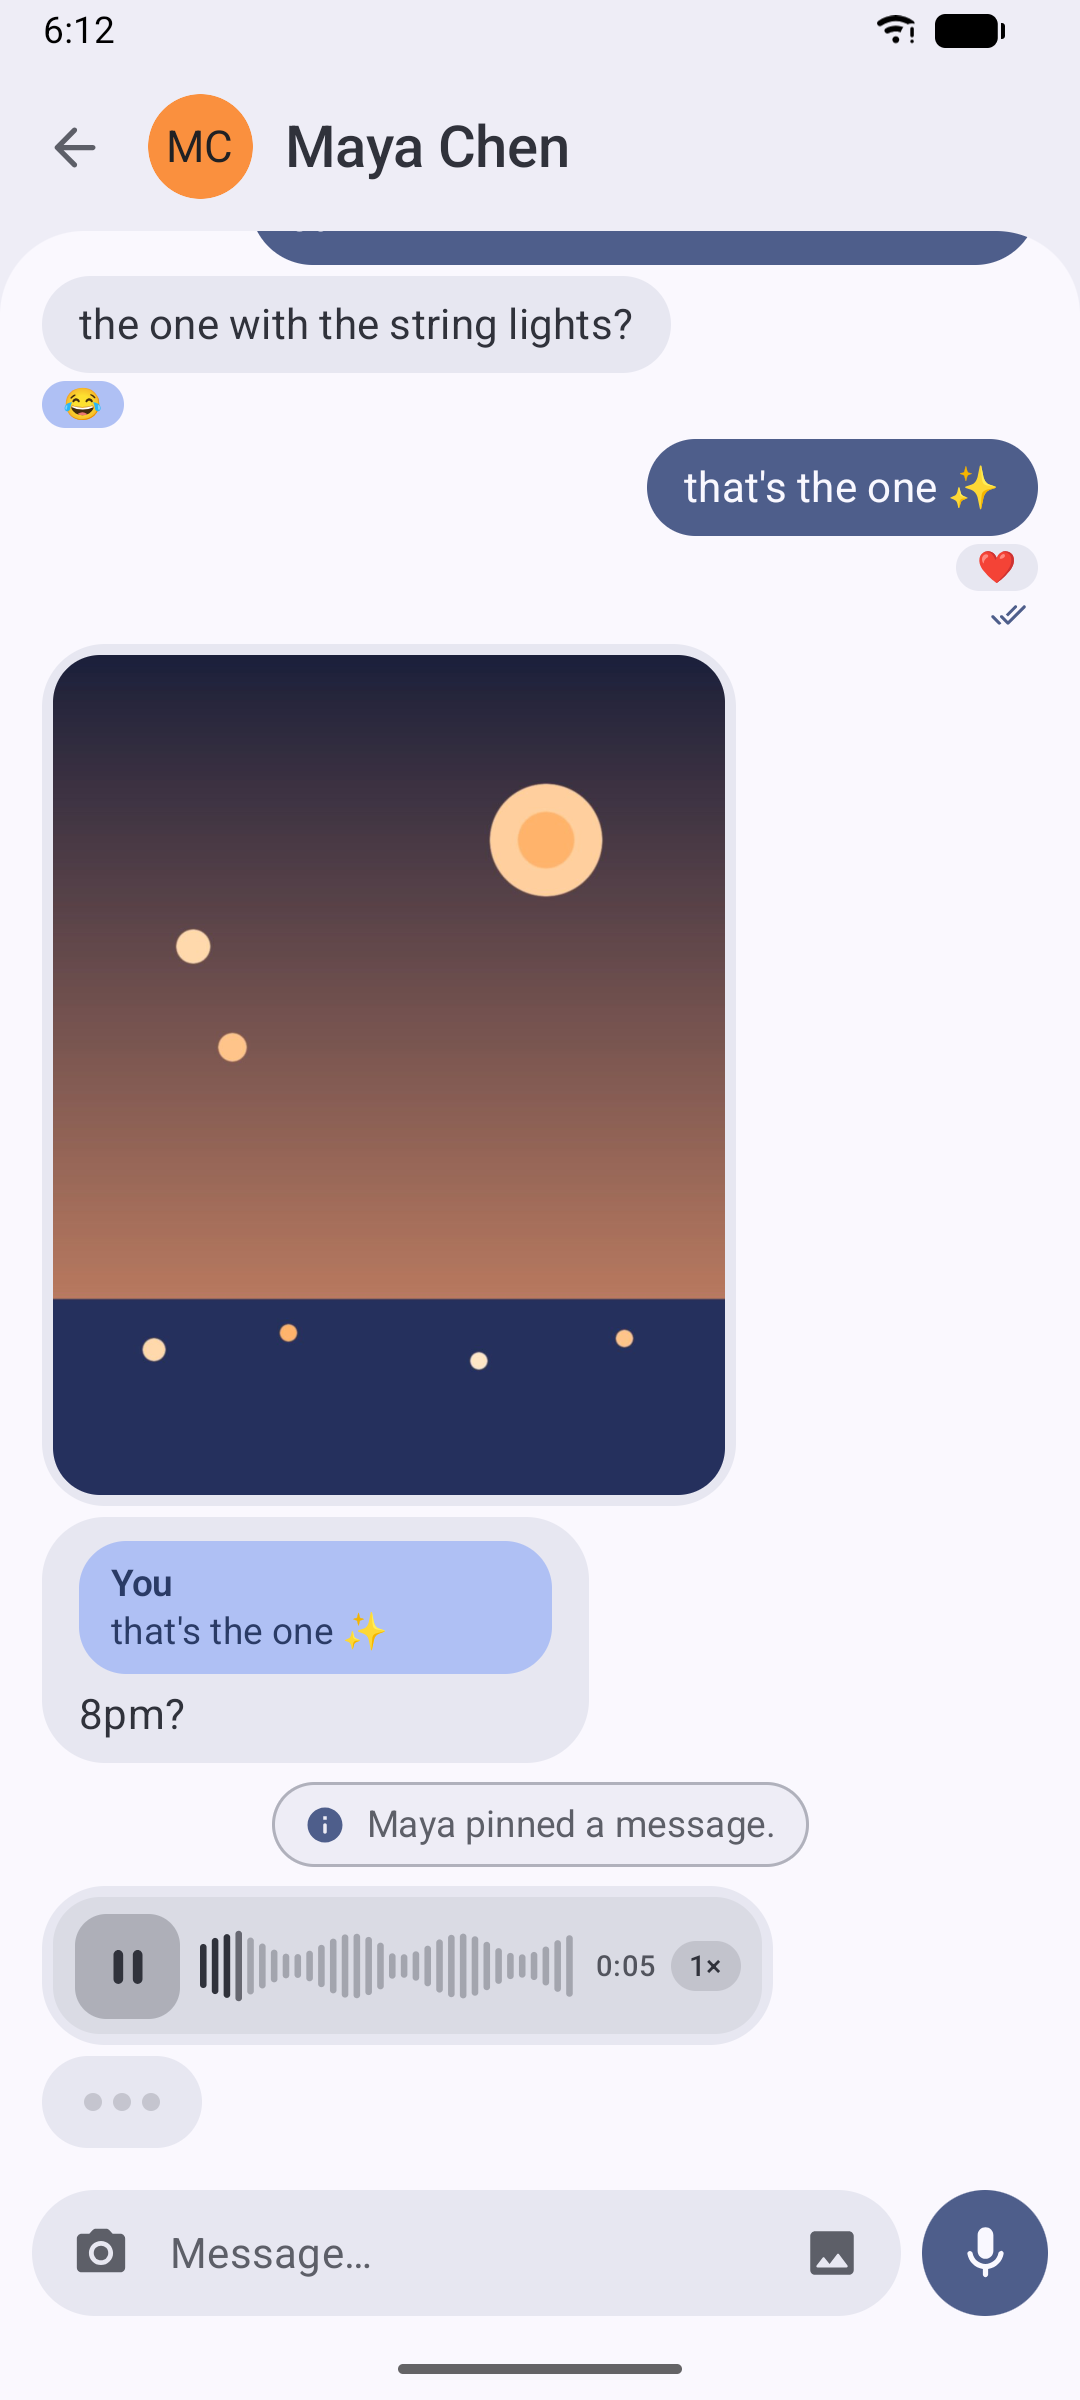 6:12
MC
Maya Chen
the one with the string lights?
😂
that's the one ✨
❤️
You
that's the one ✨
8pm?
Maya pinned a message.
0:05
1×
Message…